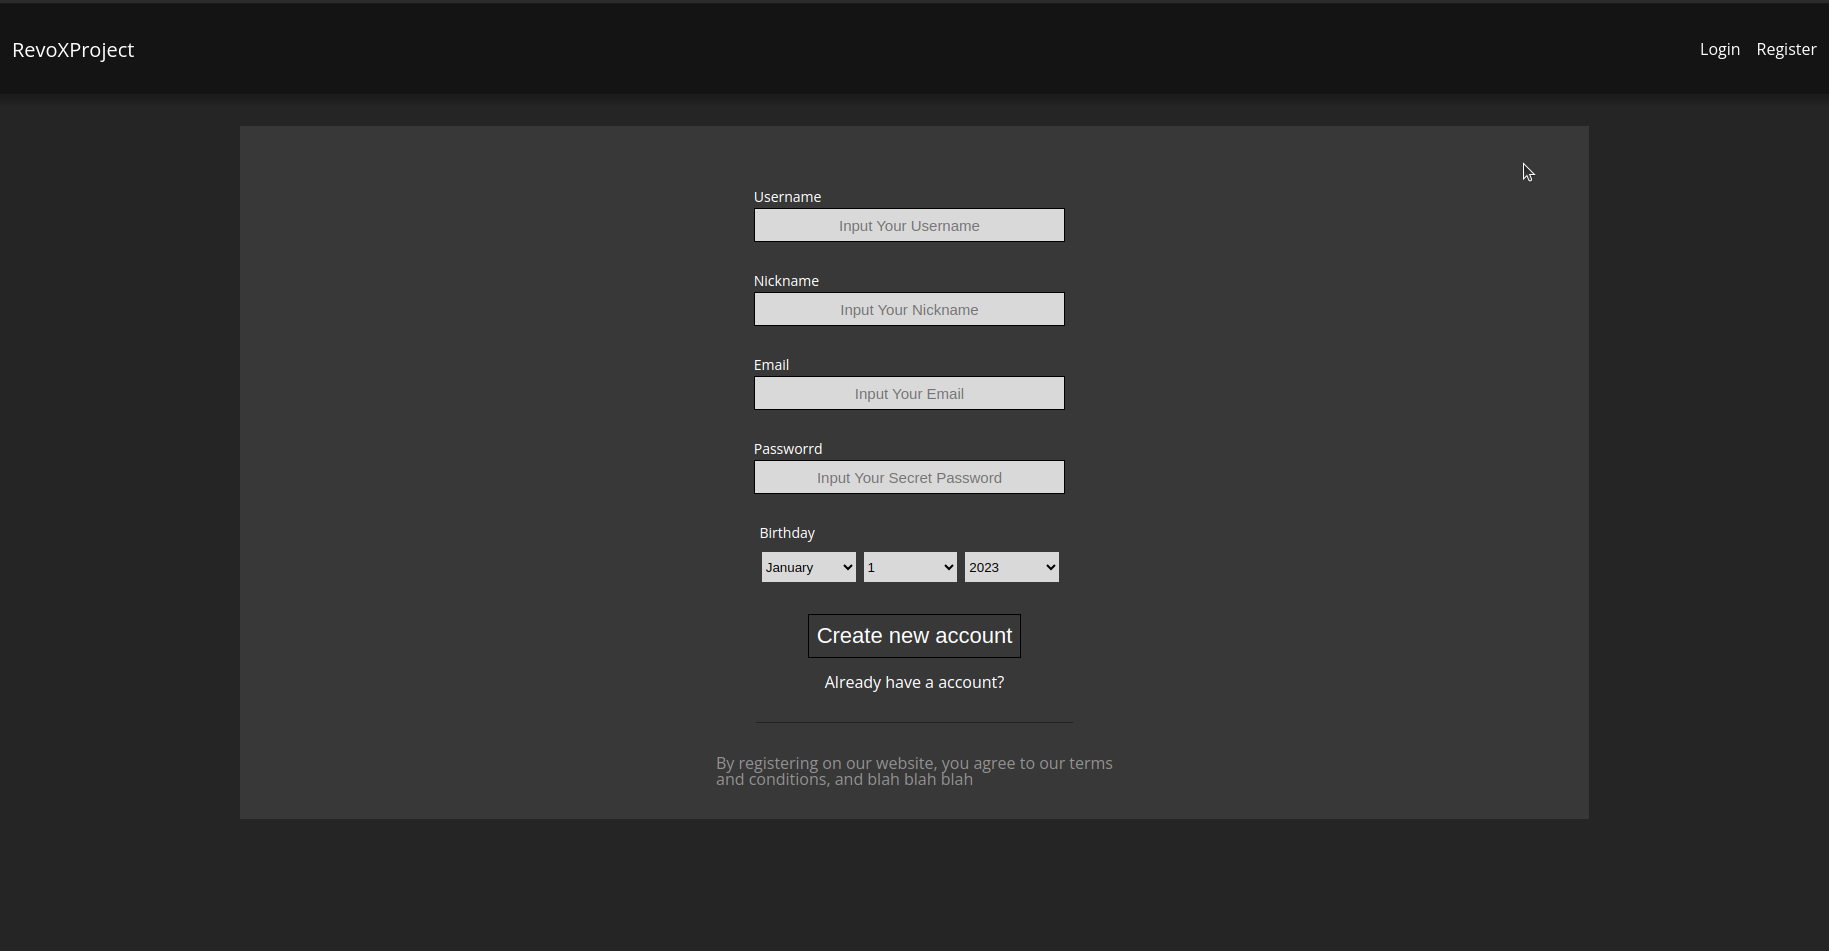 RevoXProject
Login Register
Username
Input Your Username
Nickname
Input Your Nickname
Email
Input Your Email
Passworrd
Input Your Secret Password
Birthday
January 1 2023
Create new account
Already have a account?
By registering on our website, you agree to our terms
and conditions, and blah blah blah